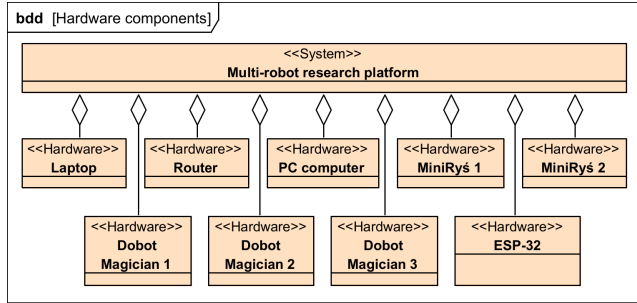 bdd [Hardware components]
<<System>>
Multi-robot research platform
<<Hardware>>
Laptop
<<Hardware>>
Router
<<Hardware>>
PC computer
<<Hardware>>
MiniRyś 1
<<Hardware>>
MiniRyś 2
<<Hardware>>
Dobot
Magician 1
<<Hardware>>
Dobot
Magician 2
<<Hardware>>
Dobot
Magician 3
<<Hardware>>
ESP-32